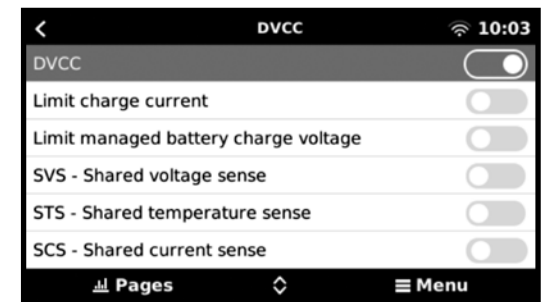 DVCC 10:03
DVCC
Limit charge current
Limit managed battery charge voltage
SVS - Shared voltage sense
STS - Shared temperature sense
SCS - Shared current sense
Pages Menu